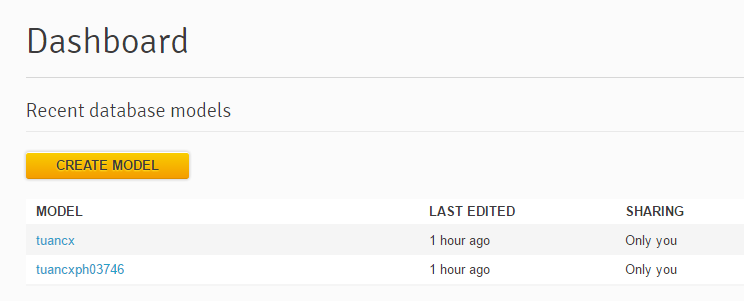 Dashboard
Recent database models
CREATE MODEL
MODEL LAST EDITED SHARING
tuancx 1 hour ago Only you
tuancxph03746 1 hour ago Only you